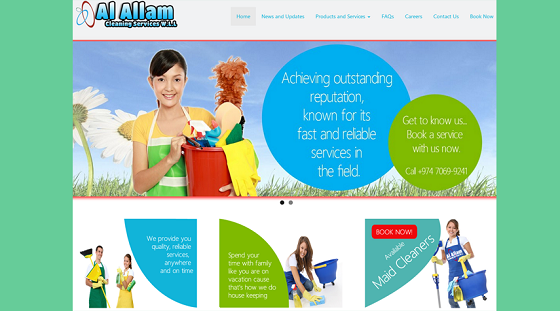 Al Allam
Cleaning Services W.L.L
Home
News and Updates
Products and Services
FAQs
Careers
Contact Us
Book Now
Achieving outstanding
reputation,
known for its
fast and reliable
services in
the field.
Get to know us...
Book a service
with us now.
Call +974 7069-9241
We provide you
quality, reliable
services,
anywhere
and on time
Spend your
time with family
like you are on
vacation cause
that's how we do
house keeping
BOOK NOW!
Available
Maid Cleaners
Al Allam